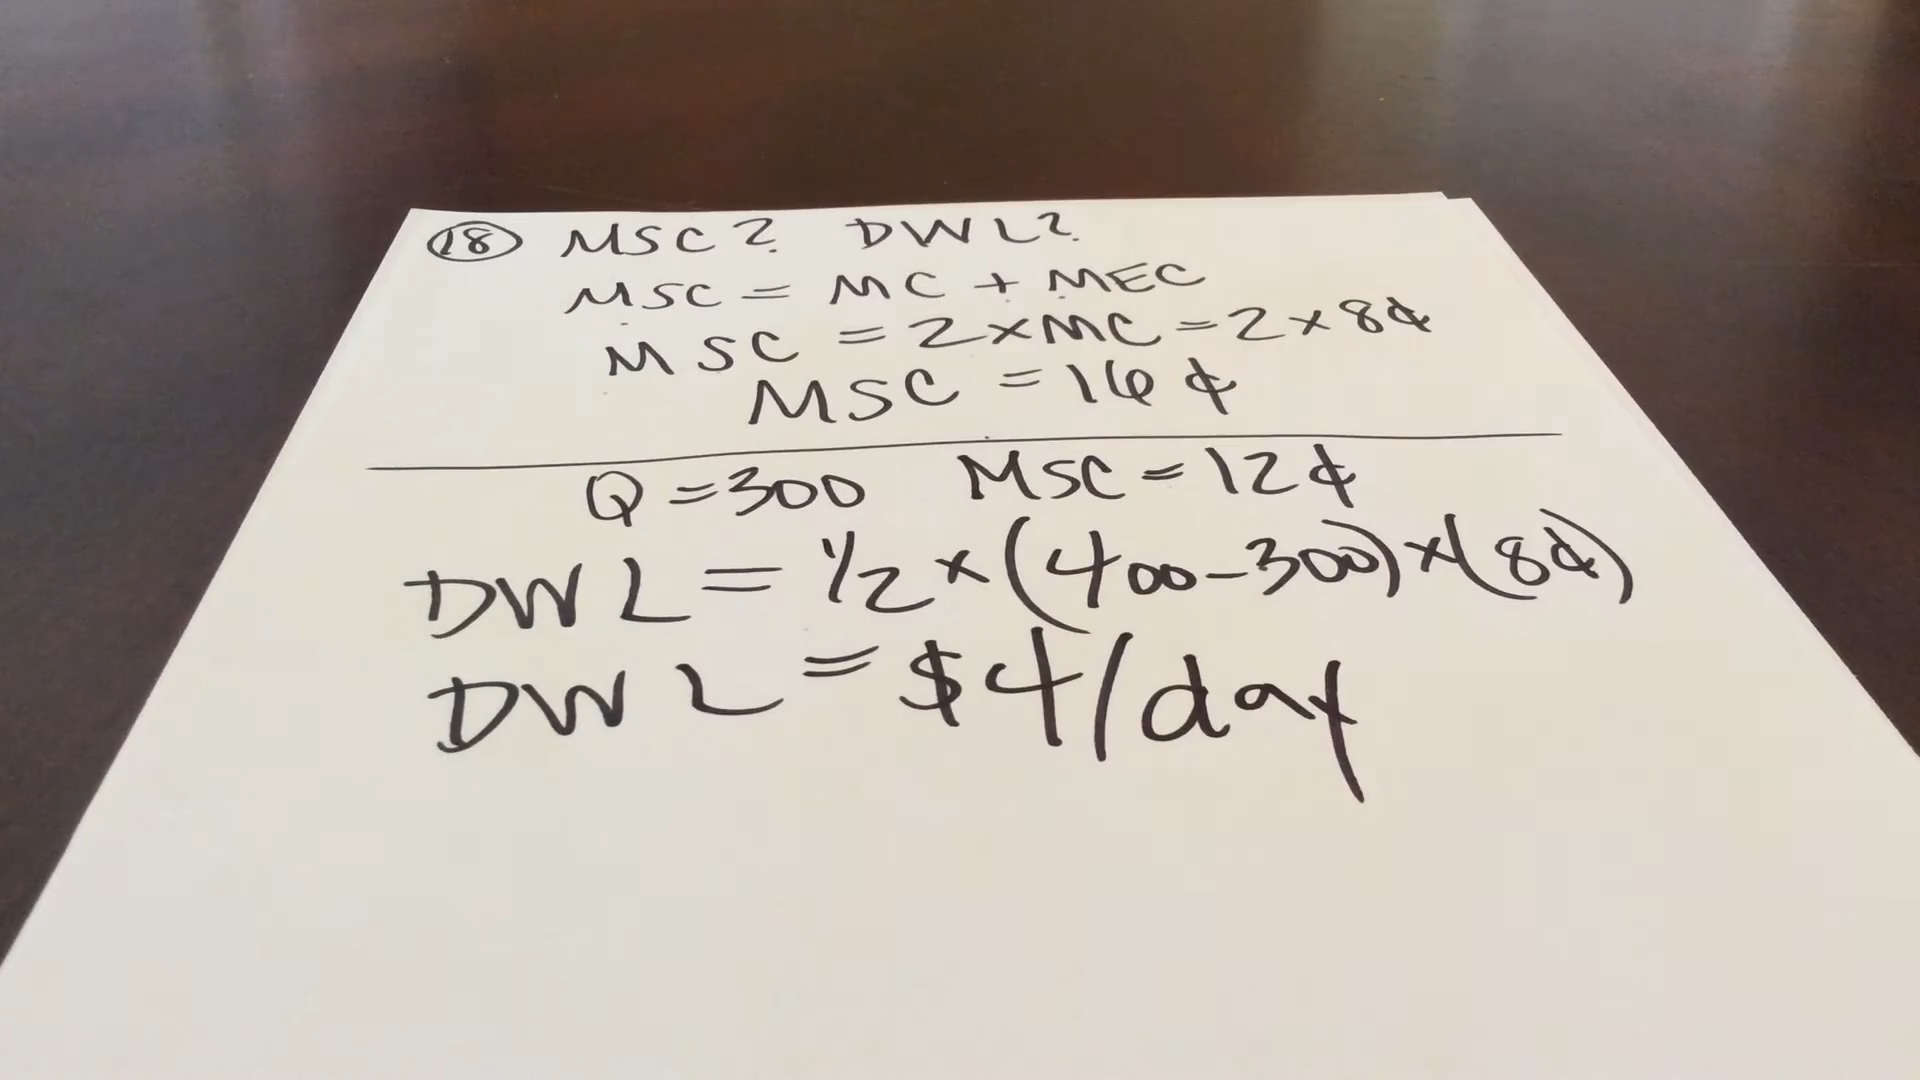 18 MSC? DWL?
MSC = MC + MEC
MSC = 2 x MC = 2 x 8¢
MSC = 16¢
Q = 300 MSC = 12¢
DWL = 1/2 x (400-300) x (8¢)
DWL = $4/day